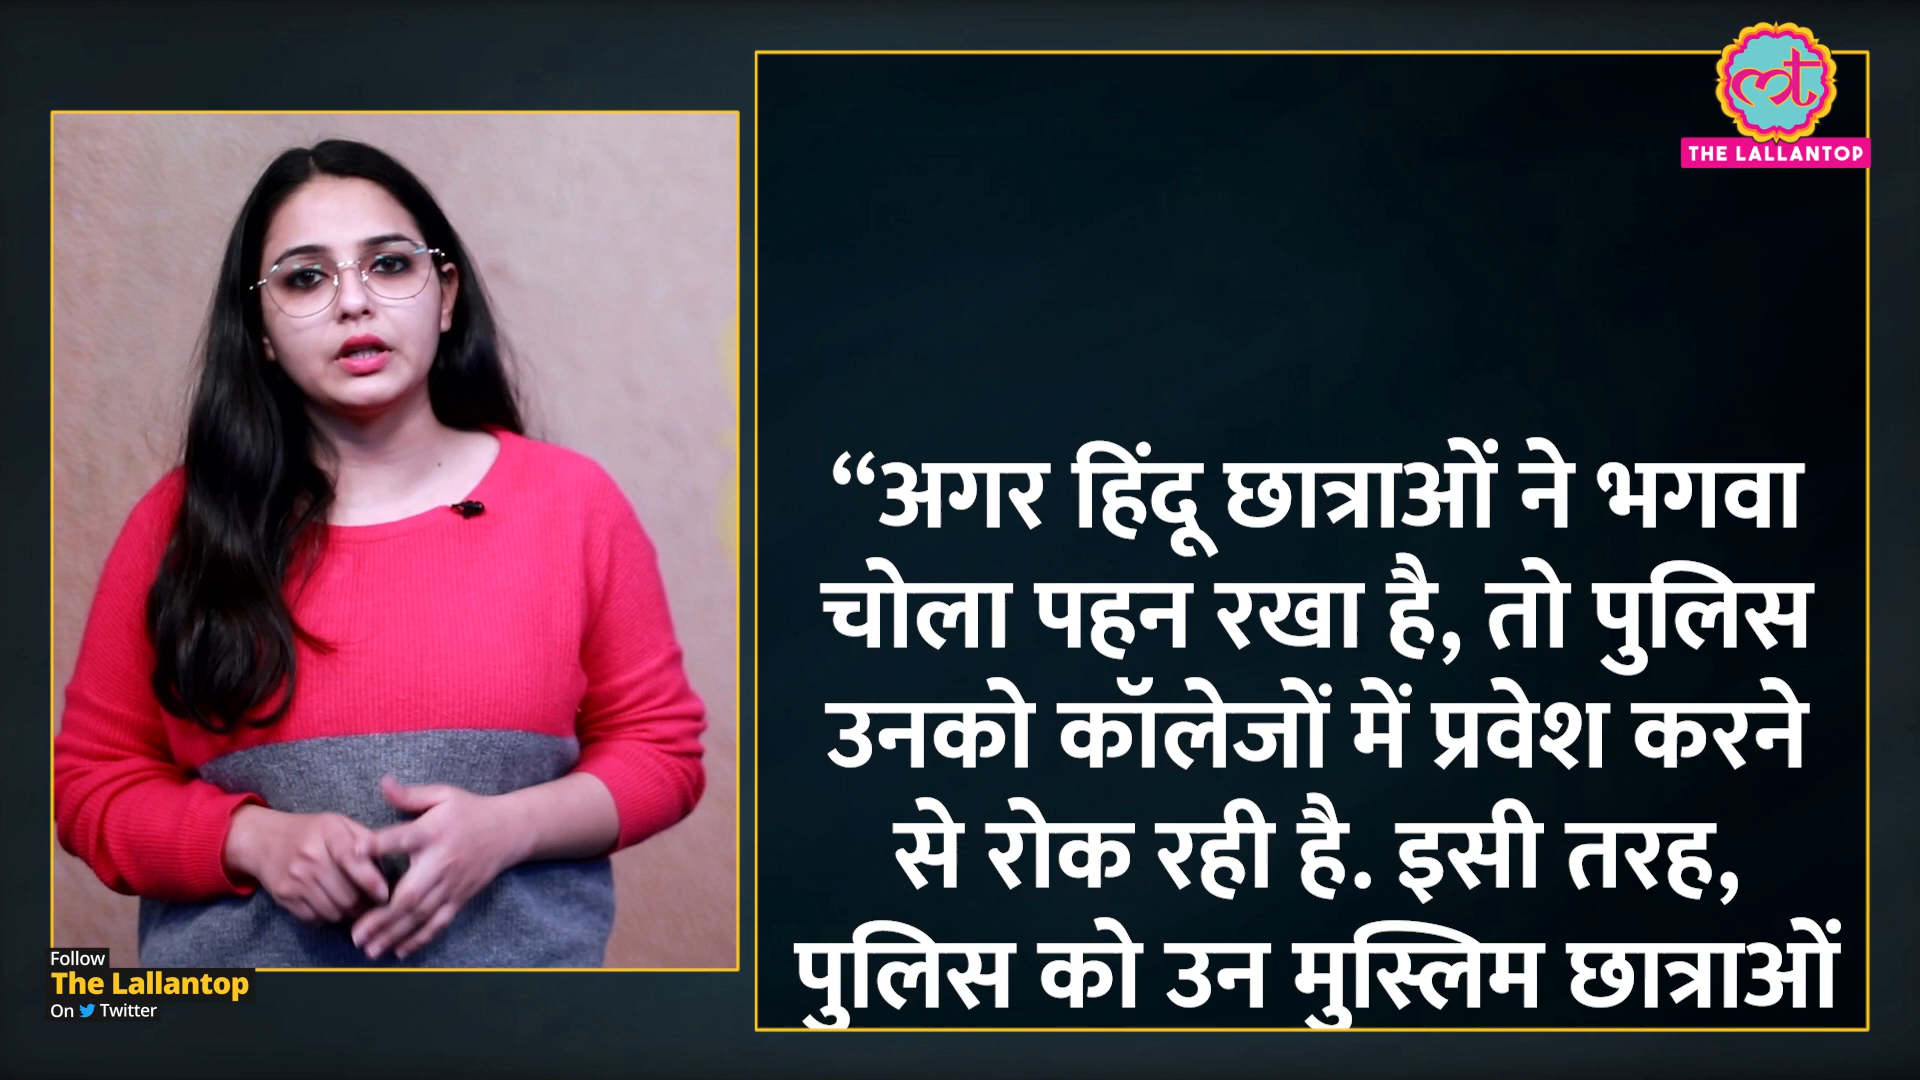 THE LALLANTOP
“अगर हिंदू छात्राओं ने भगवा
चोला पहन रखा है, तो पुलिस
उनको कॉलेजों में प्रवेश करने
से रोक रही है. इसी तरह,
पुलिस को उन मुस्लिम छात्राओं
Follow
The Lallantop
On Twitter